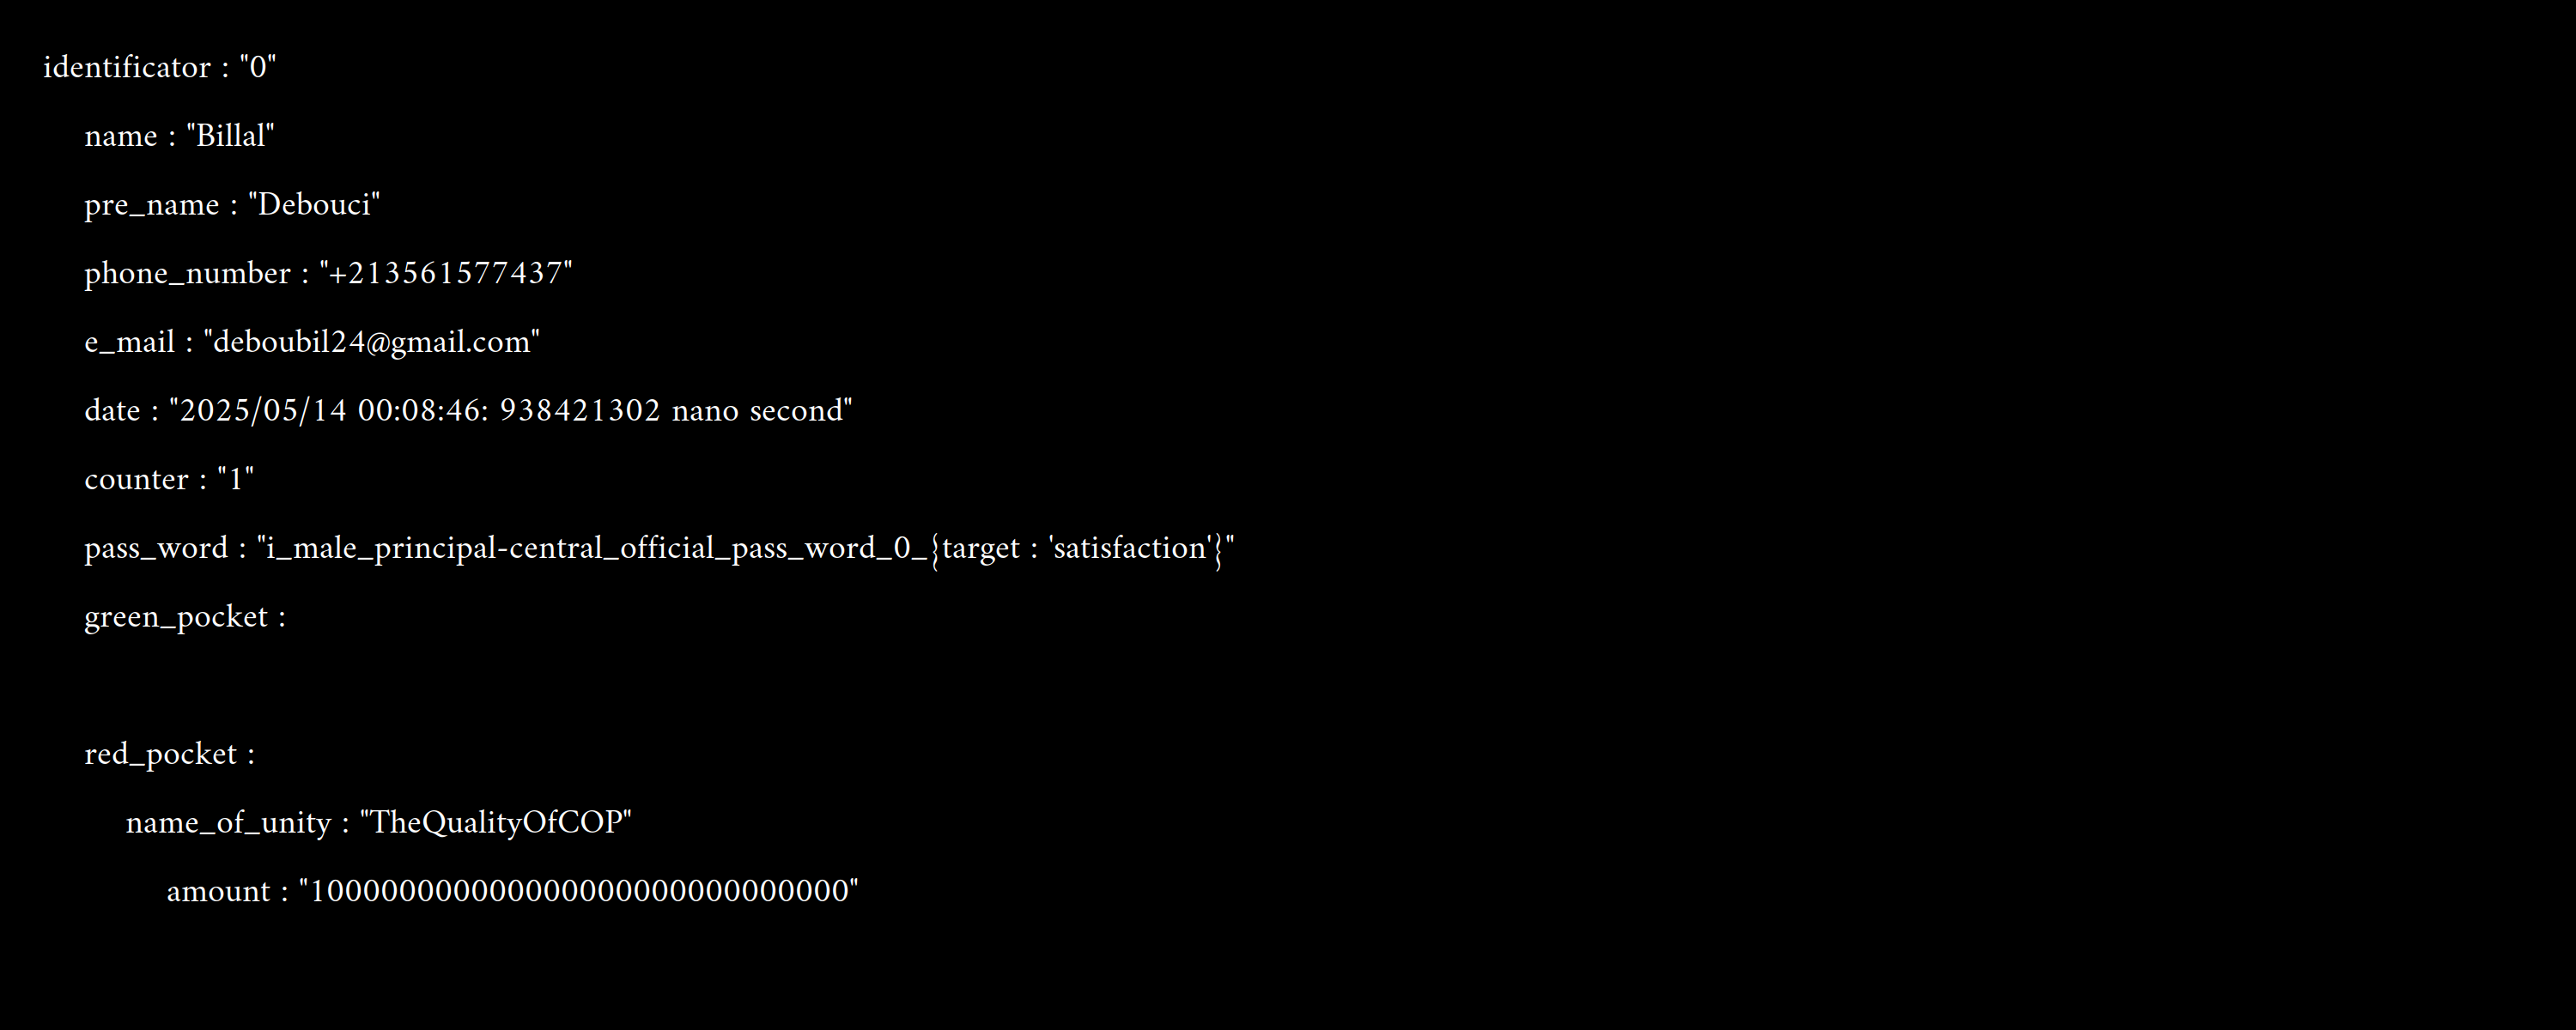 identificator : "0"
name : "Billal"
pre_name : "Debouci"
phone_number : "+213561577437"
e_mail : "deboubil24@gmail.com"
date : "2025/05/14 00:08:46: 938421302 nano second"
counter : "1"
pass_word : "i_male_principal-central_official_pass_word_0_{target : 'satisfaction'}"
green_pocket :
red_pocket :
name_of_unity : "TheQualityOfCOP"
amount : "100000000000000000000000000000"